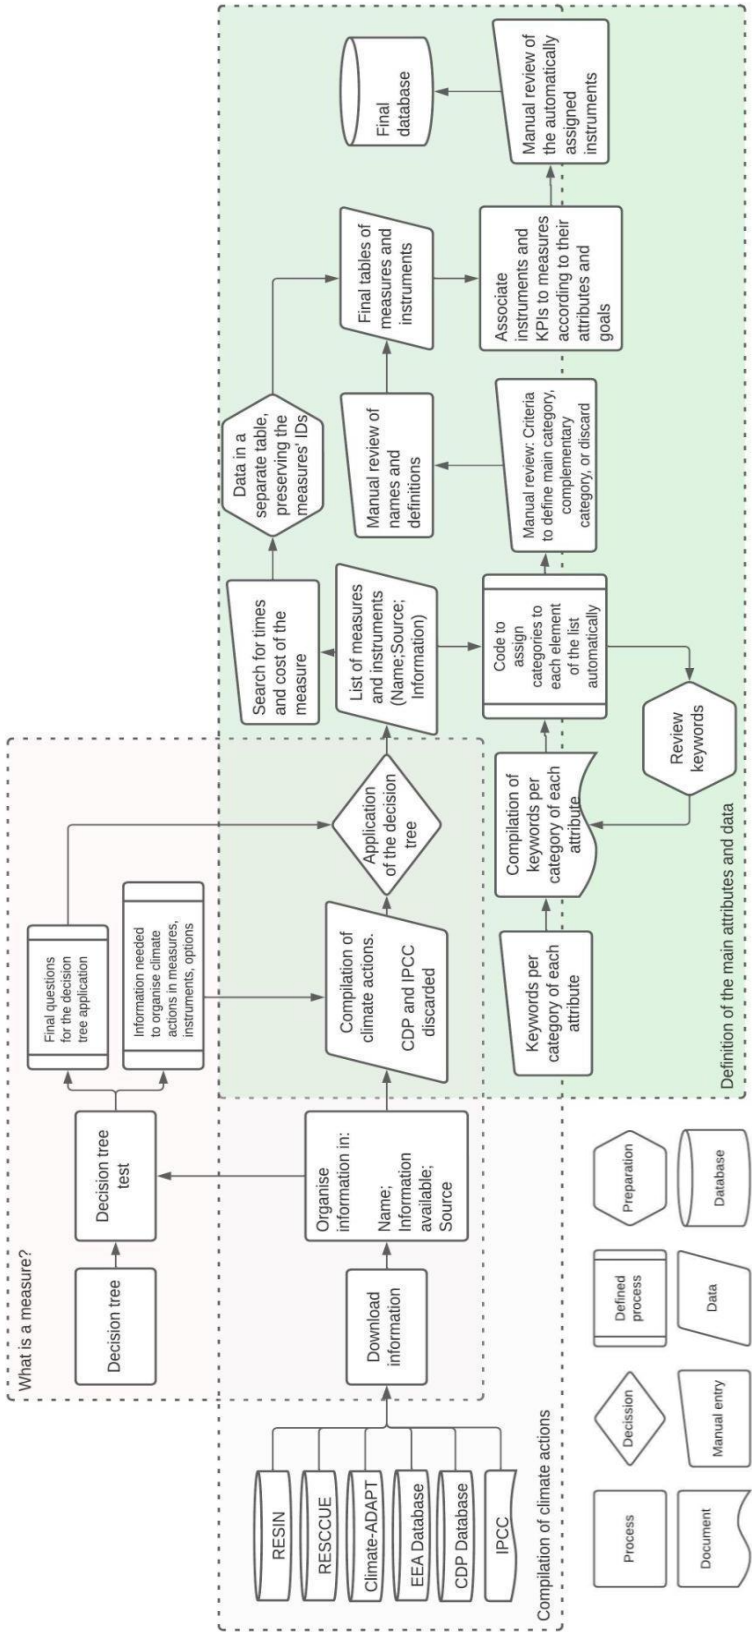 What is a measure?
Decision tree
Decision tree
test
Final questions
for the decision
tree application
Information needed
to organise climate
actions in measures,
instruments, options
RESIN
RESCCUE
Climate-ADAPT
EEA Database
CDP Database
IPCC
Download
information
Organise
information in:
Name;
Information
available;
Source
Compilation of
climate actions.
CDP and IPCC
discarded
Application
of the decision
tree
Compilation of climate actions
Search for times
and cost of the
measure
Data in a
separate table,
preserving the
measures' IDs
List of measures
and instruments
(Name;Source;
Information)
Manual review of
names and
definitions
Final tables of
measures and
instruments
Final
database
Keywords per
category of each
attribute
Compilation of
keywords per
category of each
attribute
Code to
assign
categories to
each element
of the list
automatically
Manual review: Criteria
to define main category,
complementary
category, or discard
Associate
instruments and
KPIs to measures
according to their
attributes and
goals
Manual review of
the automatically
assigned
instruments
Review
keywords
Definition of the main attributes and data
Process
Decission
Defined
process
Preparation
Document
Manual entry
Data
Database